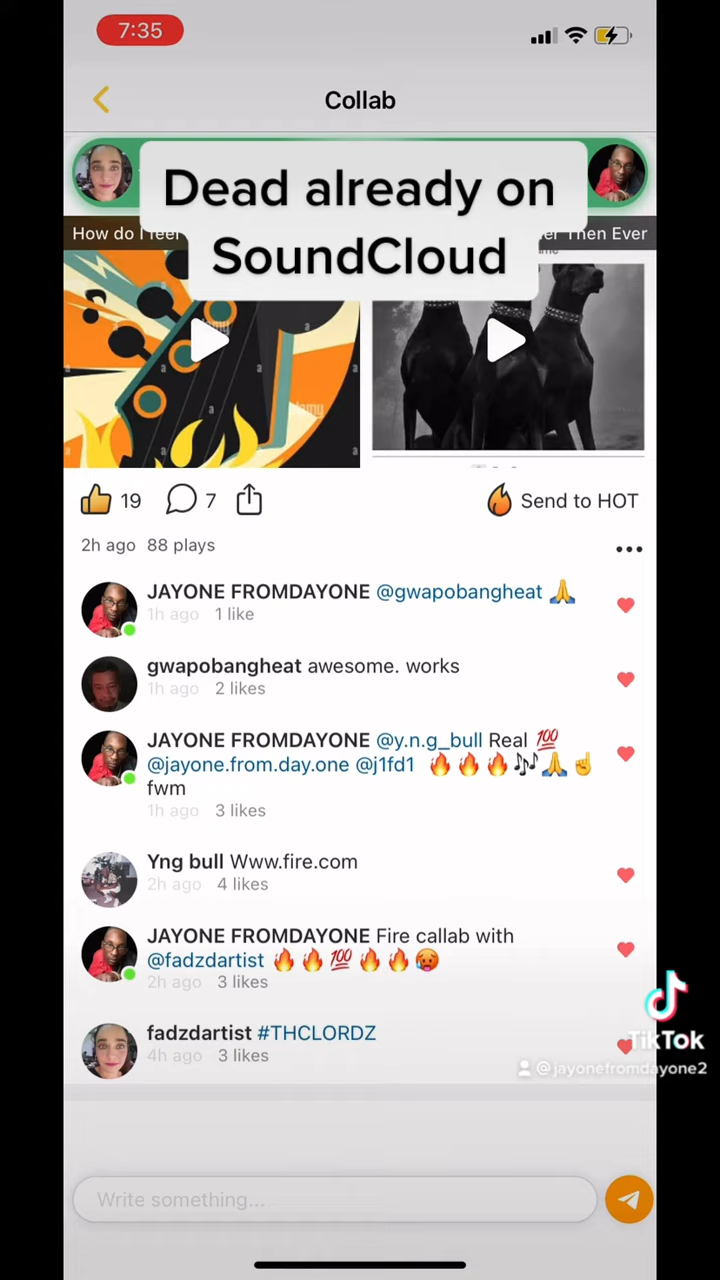 7:35
Collab
Dead already on
SoundCloud
How do I feel
Then Ever
19
7
Send to HOT
2h ago 88 plays
JAYONE FROMDAYONE @gwapobangheat 🙏
1h ago 1 like
gwapobangheat awesome. works
1h ago 2 likes
JAYONE FROMDAYONE @y.n.g_bull Real 💯
@jayone.from.day.one @j1fd1 🔥🔥🔥🎶🙏☝
fwm
1h ago 3 likes
Yng bull Www.fire.com
2h ago 4 likes
JAYONE FROMDAYONE Fire callab with
@fadzdartist 🔥🔥💯🔥🔥🥵
2h ago 3 likes
fadzdartist #THCLORDZ
4h ago 3 likes
TikTok
@jayonefromdayone2
Write something...